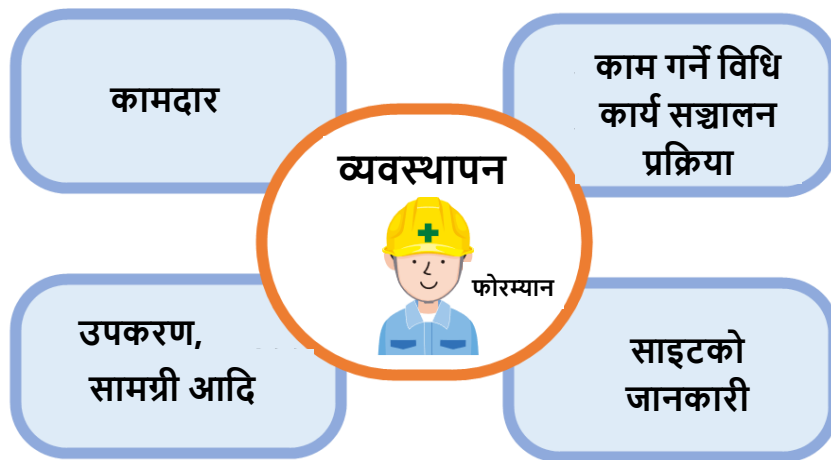 कामदार
काम गर्ने विधि
कार्य सञ्चालन
प्रक्रिया
व्यवस्थापन
फोरम्यान
उपकरण,
सामग्री आदि
साइटको
जानकारी